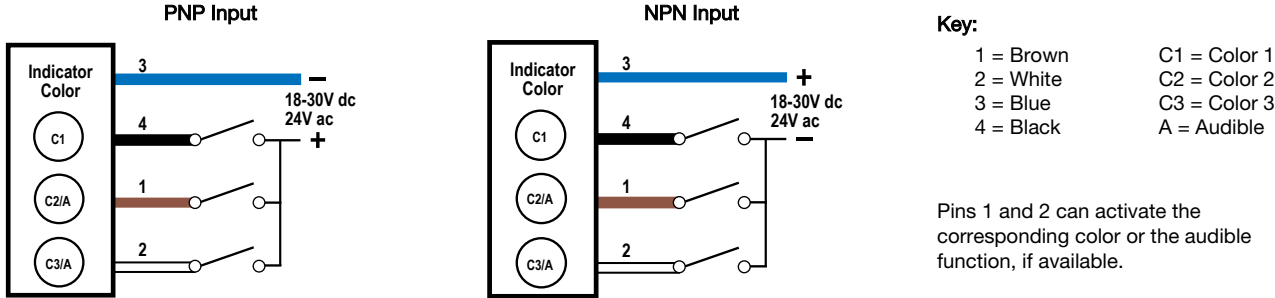 PNP Input
Indicator
Color
C1
C2/A
C3/A
3
4
1
2
–
18-30V dc
24V ac
+
NPN Input
Indicator
Color
C1
C2/A
C3/A
3
4
1
2
+
18-30V dc
24V ac
–
Key:
1 = Brown
2 = White
3 = Blue
4 = Black
C1 = Color 1
C2 = Color 2
C3 = Color 3
A = Audible
Pins 1 and 2 can activate the
corresponding color or the audible
function, if available.